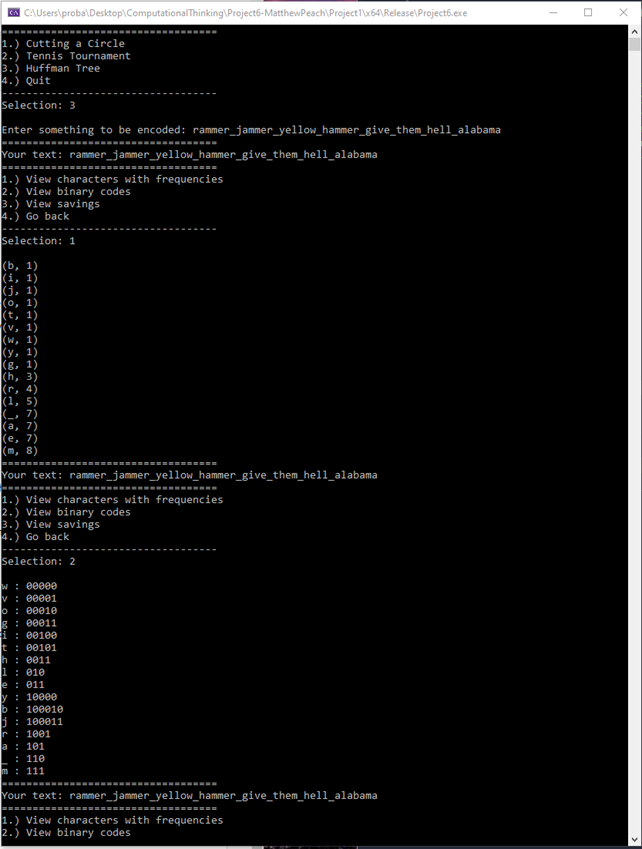 C:\Users\proba\Desktop\ComputationalThinking\Project6-MatthewPeach\Project1\x64\Release\Project6.exe
===================================
1.) Cutting a Circle
2.) Tennis Tournament
3.) Huffman Tree
4.) Quit
-----------------------------------
Selection: 3
Enter something to be encoded: rammer_jammer_yellow_hammer_give_them_hell_alabama
===================================
Your text: rammer_jammer_yellow_hammer_give_them_hell_alabama
===================================
1.) View characters with frequencies
2.) View binary codes
3.) View savings
4.) Go back
-----------------------------------
Selection: 1
(b, 1)
(i, 1)
(j, 1)
(o, 1)
(t, 1)
(v, 1)
(w, 1)
(y, 1)
(g, 1)
(h, 3)
(r, 4)
(l, 5)
(_, 7)
(a, 7)
(e, 7)
(m, 8)
===================================
Your text: rammer_jammer_yellow_hammer_give_them_hell_alabama
===================================
1.) View characters with frequencies
2.) View binary codes
3.) View savings
4.) Go back
-----------------------------------
Selection: 2
w : 00000
v : 00001
o : 00010
g : 00011
i : 00100
t : 00101
h : 0011
l : 010
e : 011
y : 10000
b : 100010
j : 100011
r : 1001
a : 101
_ : 110
m : 111
===================================
Your text: rammer_jammer_yellow_hammer_give_them_hell_alabama
===================================
1.) View characters with frequencies
2.) View binary codes